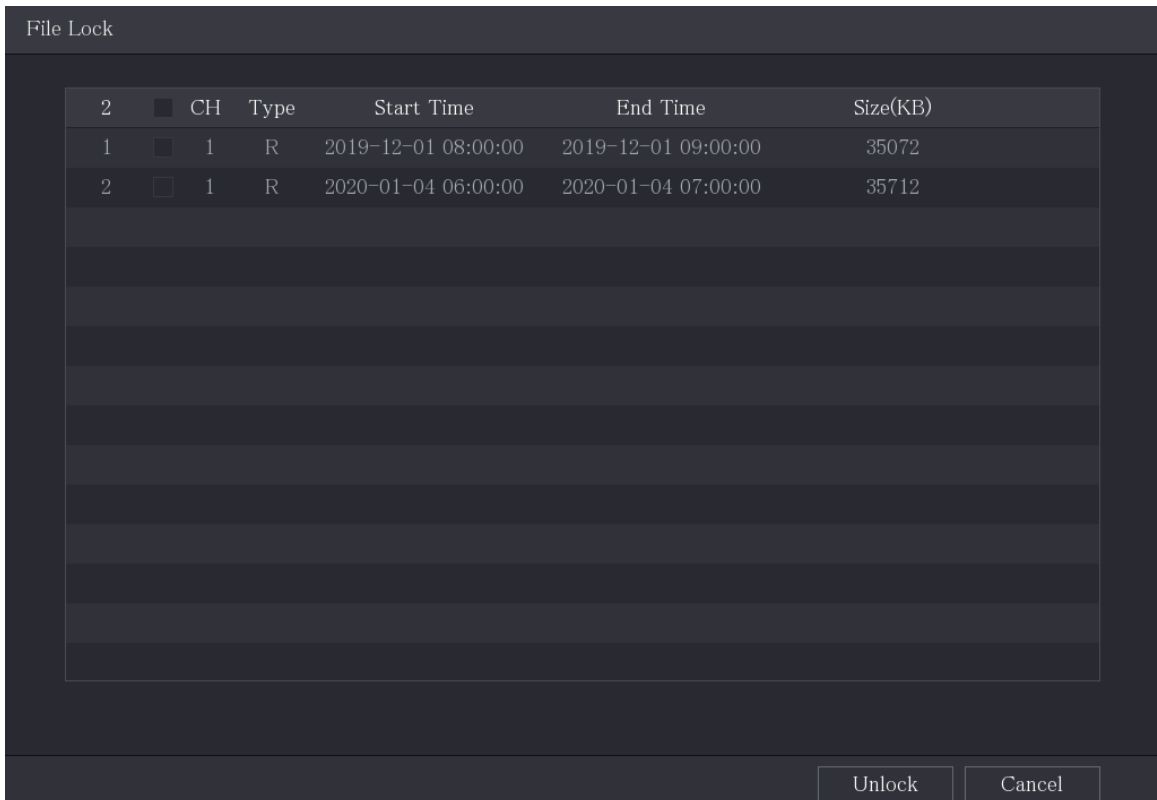 File Lock
2 CH Type Start Time End Time Size(KB)
1 1 R 2019-12-01 08:00:00 2019-12-01 09:00:00 35072
2 1 R 2020-01-04 06:00:00 2020-01-04 07:00:00 35712
Unlock Cancel